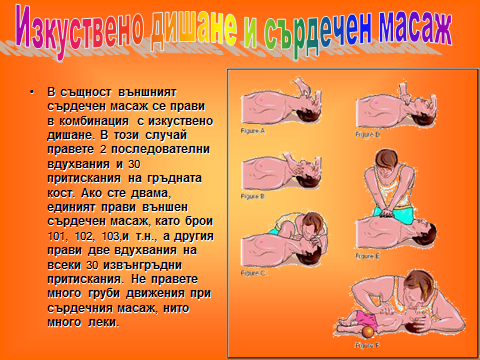 Изкуствено дишане и сърдечен масаж
• В същност външният
сърдечен масаж се прави
в комбинация с изкуствено
дишане. В този случай
правете 2 последователни
вдухвания и 30
притискания на гръдната
кост. Ако сте двама,
единият прави външен
сърдечен масаж, като брои
101, 102, 103,и т.н., а другия
прави две вдухвания на
всеки 30 извънгръдни
притискания. Не правете
много груби движения при
сърдечния масаж, нито
много леки.
Figure A
Figure D
Figure B
Figure C
Figure E
Figure F